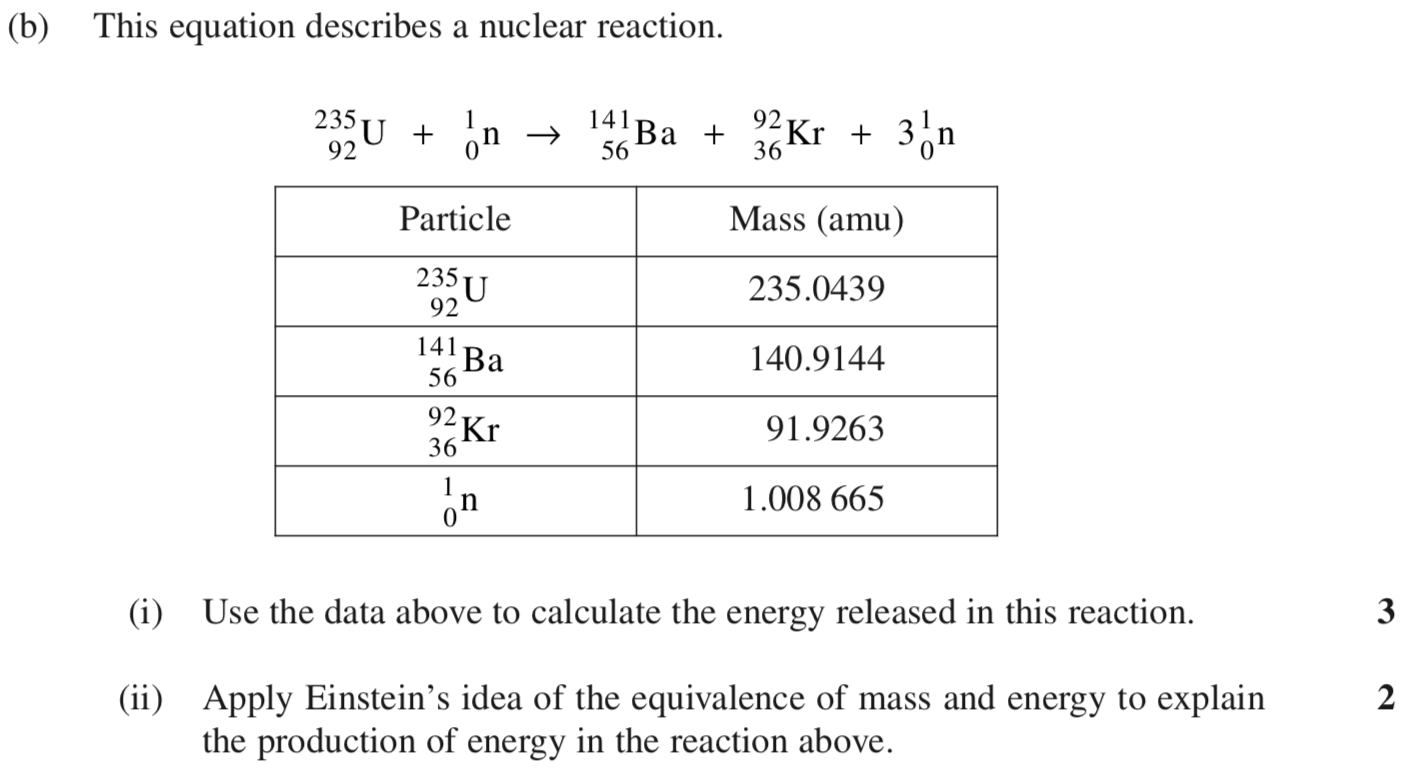 (b) This equation describes a nuclear reaction.
²³⁵₉₂U + ¹₀n → ¹⁴¹₅₆Ba + ⁹²₃₆Kr + 3¹₀n
Particle Mass (amu)
²³⁵₉₂U 235.0439
¹⁴¹₅₆Ba 140.9144
⁹²₃₆Kr 91.9263
¹₀n 1.008 665
(i) Use the data above to calculate the energy released in this reaction. 3
(ii) Apply Einstein’s idea of the equivalence of mass and energy to explain 2
the production of energy in the reaction above.